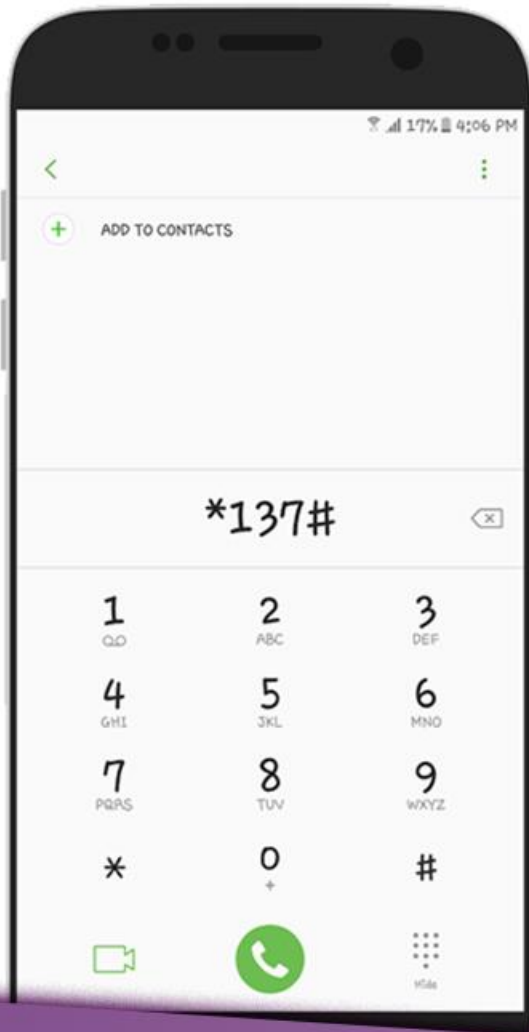 17% 4:06 PM
ADD TO CONTACTS
*137#
1 2 3
ABC DEF
4 5 6
GHI JKL MNO
7 8 9
PQRS TUV WXYZ
* 0 #
+
Hide